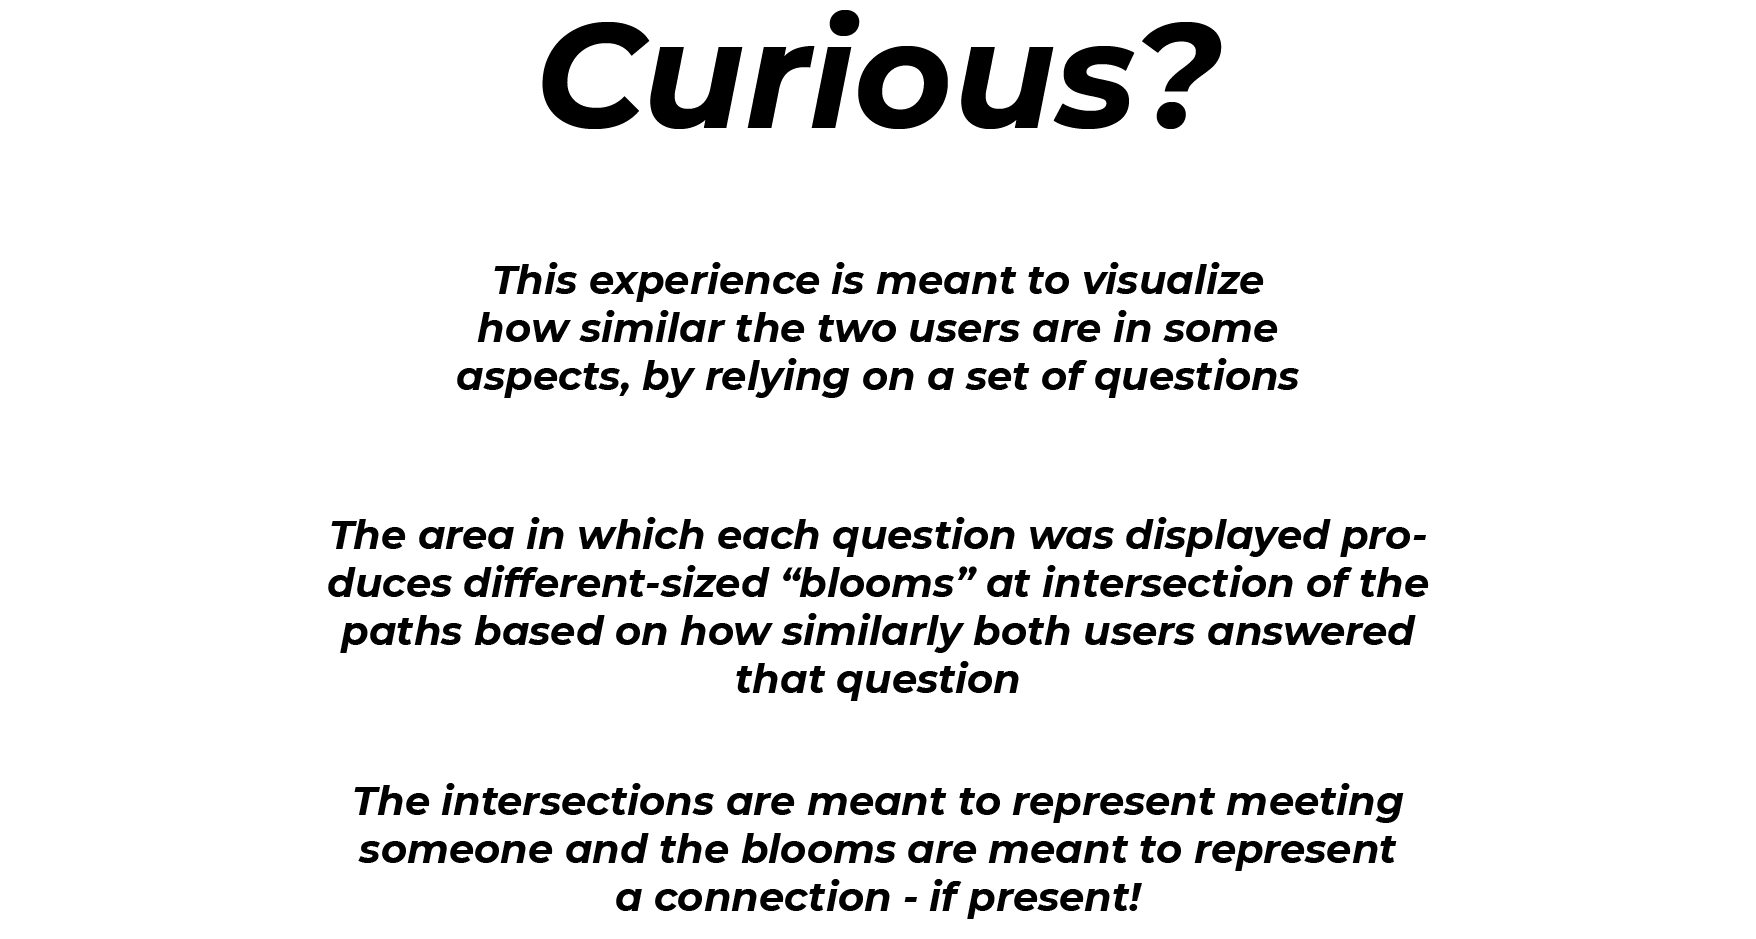 Curious?
This experience is meant to visualize
how similar the two users are in some
aspects, by relying on a set of questions
The area in which each question was displayed pro-
duces different-sized “blooms” at intersection of the
paths based on how similarly both users answered
that question
The intersections are meant to represent meeting
someone and the blooms are meant to represent
a connection - if present!